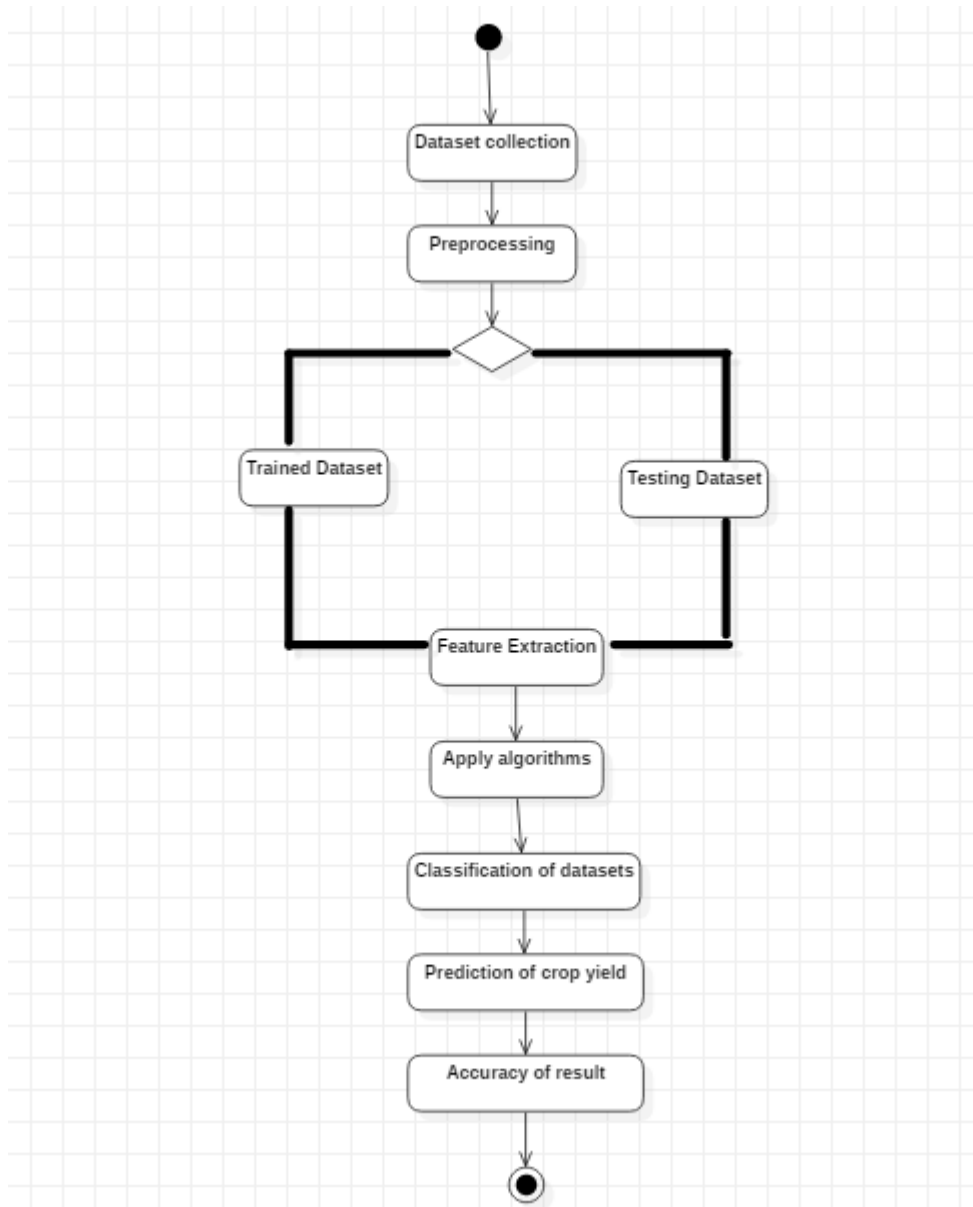 Dataset collection
Preprocessing
Trained Dataset
Testing Dataset
Feature Extraction
Apply algorithms
Classification of datasets
Prediction of crop yield
Accuracy of result